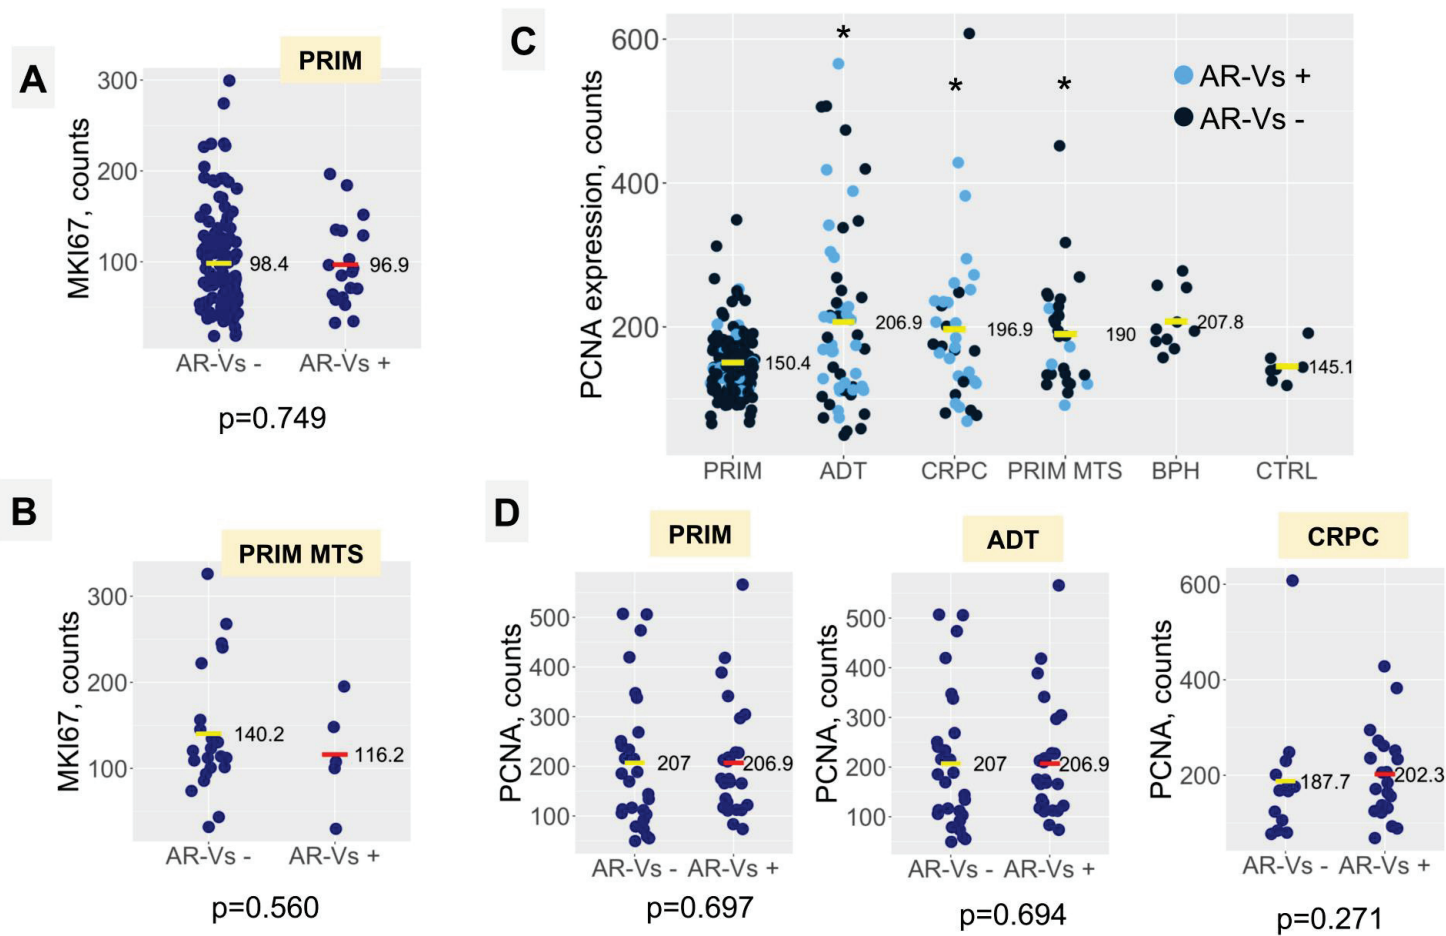 A
PRIM
MKI67, counts
300
200
100
98.4
96.9
AR-Vs -
AR-Vs +
p=0.749
B
PRIM MTS
MKI67, counts
300
200
100
140.2
116.2
AR-Vs -
AR-Vs +
p=0.560
C
PCNA expression, counts
600
400
200
*
*
*
AR-Vs +
AR-Vs -
150.4
206.9
196.9
190
207.8
145.1
PRIM
ADT
CRPC
PRIM MTS
BPH
CTRL
D
PRIM
PCNA, counts
500
400
300
200
100
207
206.9
AR-Vs -
AR-Vs +
p=0.697
ADT
PCNA, counts
500
400
300
200
100
207
206.9
AR-Vs -
AR-Vs +
p=0.694
CRPC
PCNA, counts
600
400
200
187.7
202.3
AR-Vs -
AR-Vs +
p=0.271